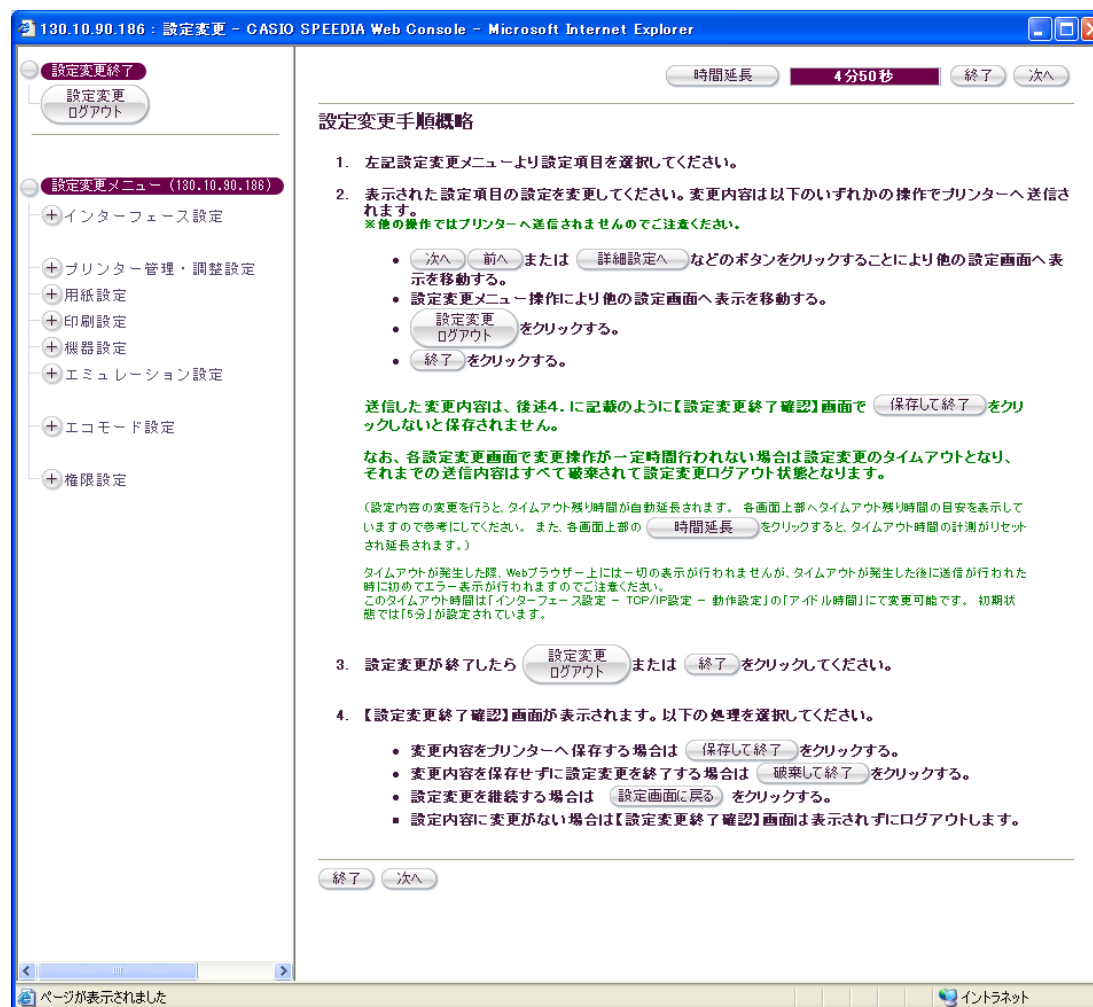 130.10.90.186 : 設定変更 - CASIO SPEEDIA Web Console - Microsoft Internet Explorer
設定変更終了
設定変更
ログアウト
設定変更メニュー (130.10.90.186)
インターフェース設定
プリンター管理・調整設定
用紙設定
印刷設定
機器設定
エミュレーション設定
エコモード設定
権限設定
時間延長 4分50秒 終了 次へ
設定変更手順概略
1. 左記設定変更メニューより設定項目を選択してください。
2. 表示された設定項目の設定を変更してください。変更内容は以下のいずれかの操作でプリンターへ送信さ
れます。
※他の操作ではプリンターへ送信されませんのでご注意ください。
• 次へ 前へ または 詳細設定へ などのボタンをクリックすることにより他の設定画面へ表
示を移動する。
• 設定変更メニュー操作により他の設定画面へ表示を移動する。
• 設定変更
ログアウト をクリックする。
• 終了 をクリックする。
送信した変更内容は、後述4. に記載のように【設定変更終了確認】画面で 保存して終了 をクリ
ックしないと保存されません。
なお、各設定変更画面で変更操作が一定時間行われない場合は設定変更のタイムアウトとなり、
それまでの送信内容はすべて破棄されて設定変更ログアウト状態となります。
(設定内容の変更を行うと、タイムアウト残り時間が自動延長されます。 各画面上部へタイムアウト残り時間の目安を表示して
いますので参考にしてください。 また、各画面上部の 時間延長 をクリックすると、タイムアウト時間の計測がリセット
され延長されます。)
タイムアウトが発生した際、Webブラウザー上には一切の表示が行われませんが、タイムアウトが発生した後に送信が行われた
時に初めてエラー表示が行われますのでご注意ください。
このタイムアウト時間は「インターフェース設定 - TCP/IP設定 - 動作設定」の「アイドル時間」にて変更可能です。 初期状
態では「5分」が設定されています。
3. 設定変更が終了したら 設定変更
ログアウト または 終了 をクリックしてください。
4. 【設定変更終了確認】画面が表示されます。以下の処理を選択してください。
• 変更内容をプリンターへ保存する場合は 保存して終了 をクリックする。
• 変更内容を保存せずに設定変更を終了する場合は 破棄して終了 をクリックする。
• 設定変更を継続する場合は 設定画面に戻る をクリックする。
▪ 設定内容に変更がない場合は【設定変更終了確認】画面は表示されずにログアウトします。
終了 次へ
ページが表示されました
イントラネット